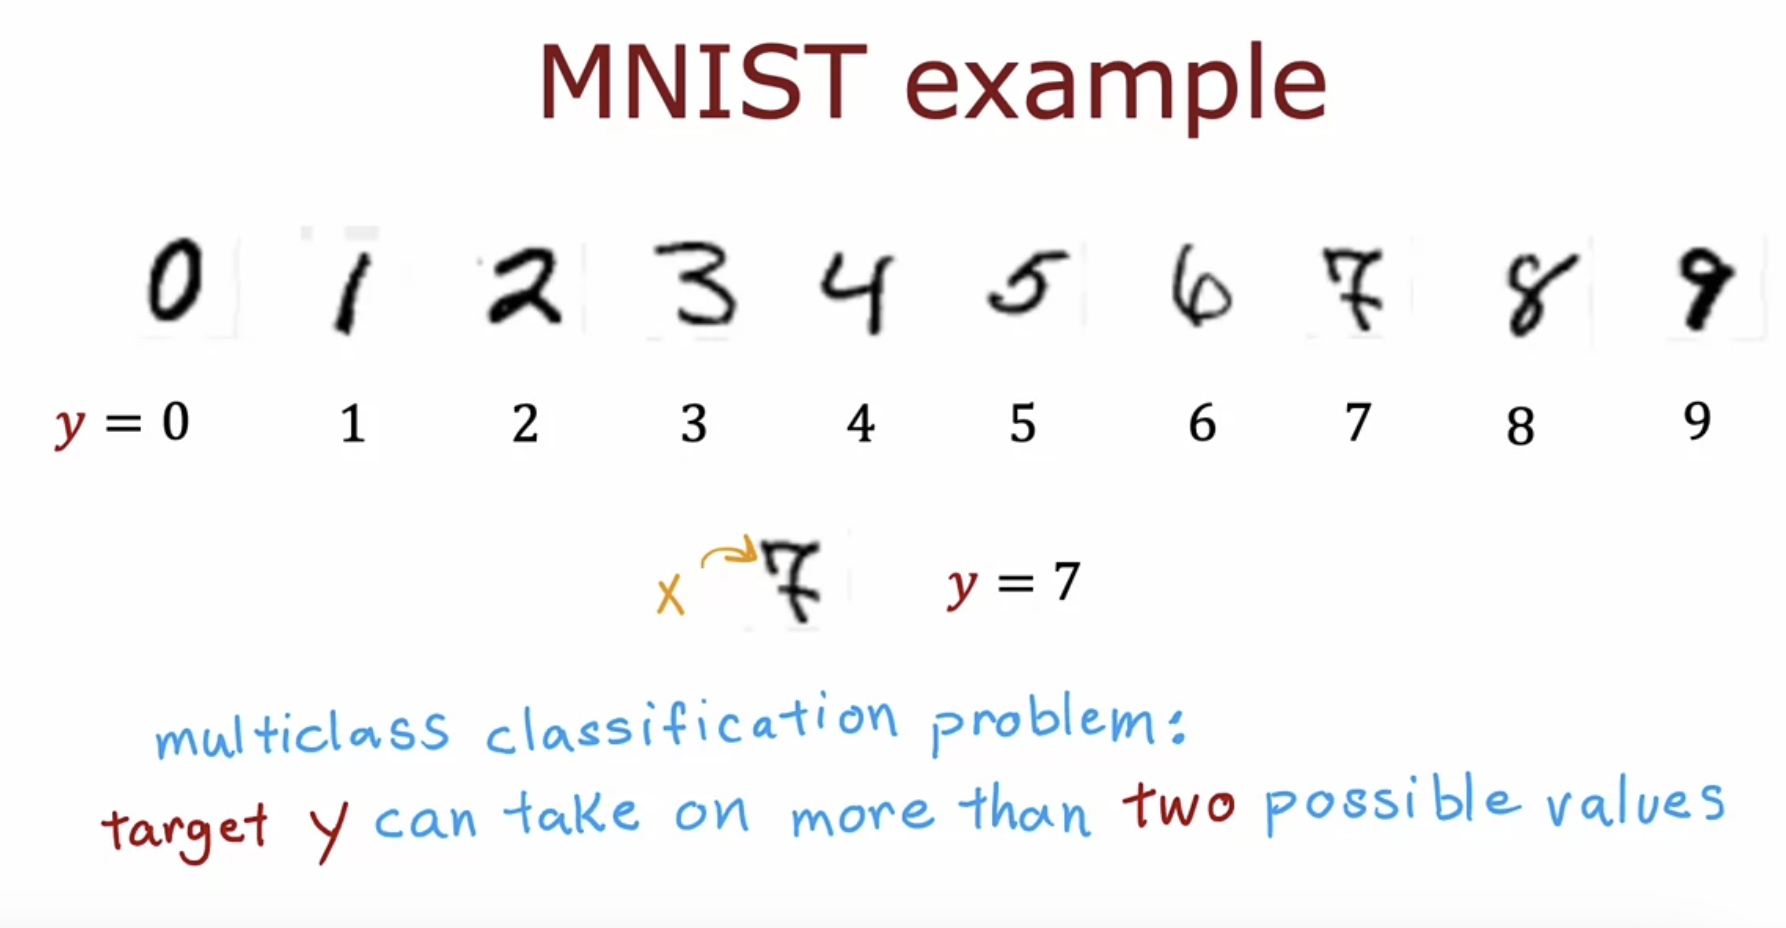 MNIST example
0 1 2 3 4 5 6 7 8 9
y = 0 1 2 3 4 5 6 7 8 9
x 7 y = 7
multiclass classification problem:
target y can take on more than two possible values